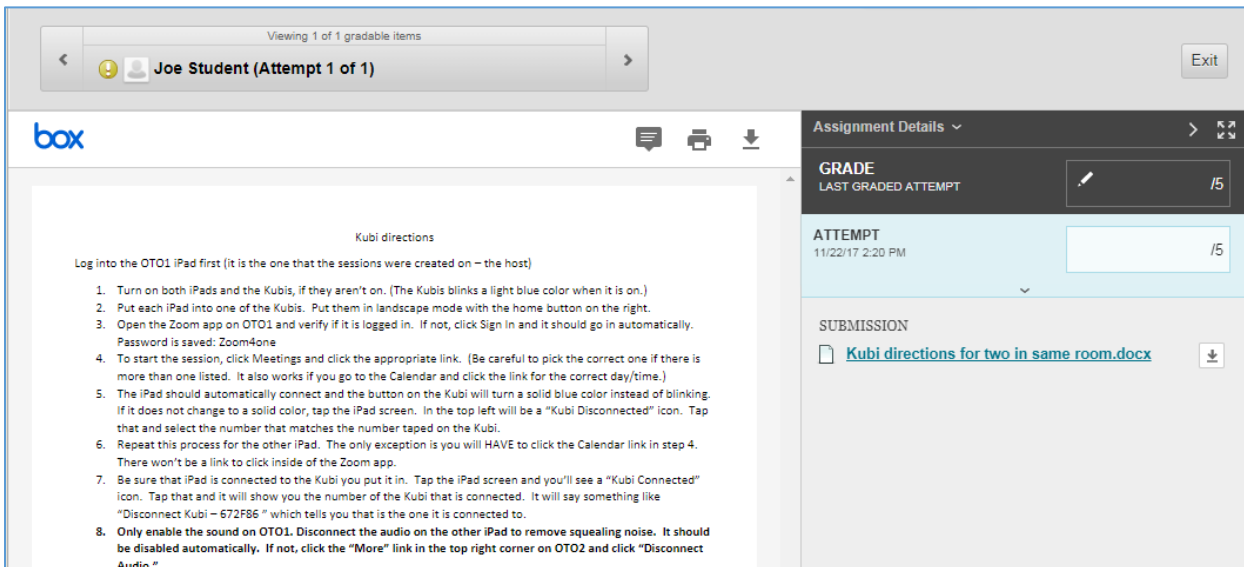 Viewing 1 of 1 gradable items
Joe Student (Attempt 1 of 1)
Exit
box
Kubi directions
Log into the OTO1 iPad first (it is the one that the sessions were created on – the host)
1. Turn on both iPads and the Kubis, if they aren't on. (The Kubis blinks a light blue color when it is on.)
2. Put each iPad into one of the Kubis. Put them in landscape mode with the home button on the right.
3. Open the Zoom app on OTO1 and verify if it is logged in. If not, click Sign In and it should go in automatically.
Password is saved: Zoom4one
4. To start the session, click Meetings and click the appropriate link. (Be careful to pick the correct one if there is
more than one listed. It also works if you go to the Calendar and click the link for the correct day/time.)
5. The iPad should automatically connect and the button on the Kubi will turn a solid blue color instead of blinking.
If it does not change to a solid color, tap the iPad screen. In the top left will be a "Kubi Disconnected" icon. Tap
that and select the number that matches the number taped on the Kubi.
6. Repeat this process for the other iPad. The only exception is you will HAVE to click the Calendar link in step 4.
There won't be a link to click inside of the Zoom app.
7. Be sure that iPad is connected to the Kubi you put it in. Tap the iPad screen and you'll see a "Kubi Connected"
icon. Tap that and it will show you the number of the Kubi that is connected. It will say something like
"Disconnect Kubi – 672F86 " which tells you that is the one it is connected to.
8. Only enable the sound on OTO1. Disconnect the audio on the other iPad to remove squealing noise. It should
be disabled automatically. If not, click the "More" link in the top right corner on OTO2 and click "Disconnect
Audio."
Assignment Details
GRADE
LAST GRADED ATTEMPT
/5
ATTEMPT
11/22/17 2:20 PM
/5
SUBMISSION
Kubi directions for two in same room.docx